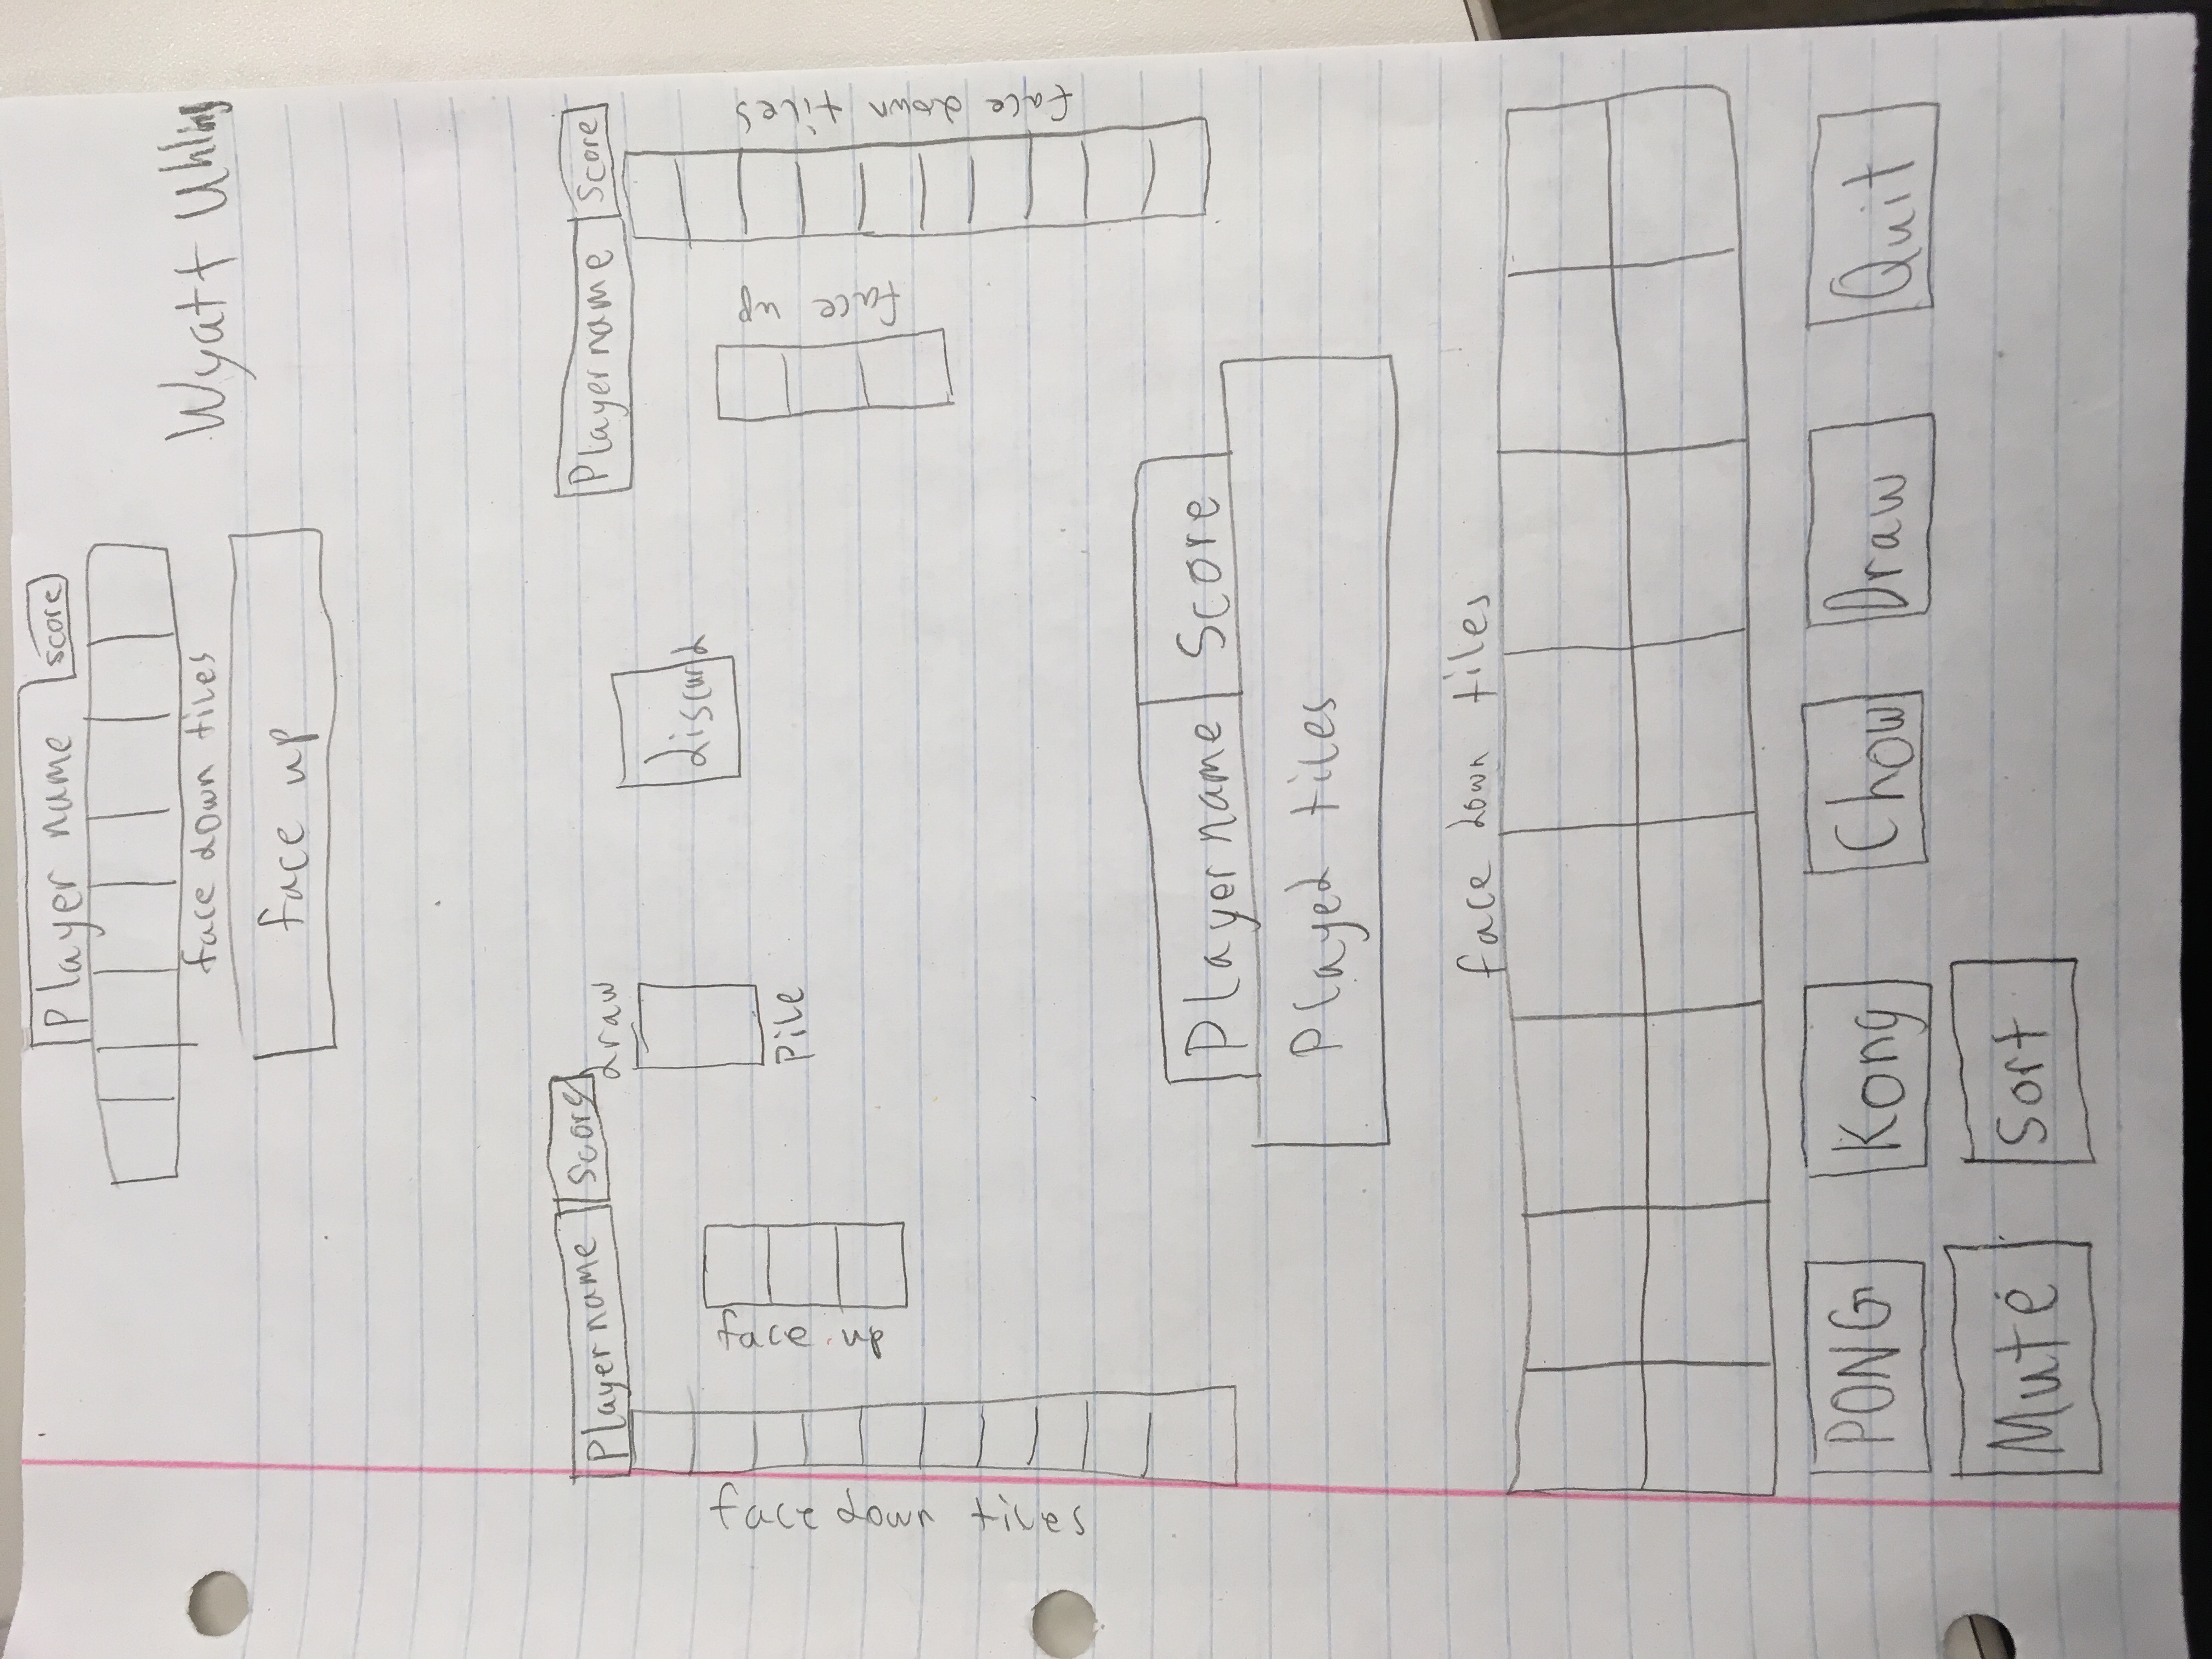 Player name score
face down tiles
Wyatt
face up
Player name Score
draw
Pile
discard
Player name Score
face down tiles
face up
face up
face down tiles
Player name Score
Played tiles
face down tiles
PONG Kong Chow Draw Quit
Mute Sort